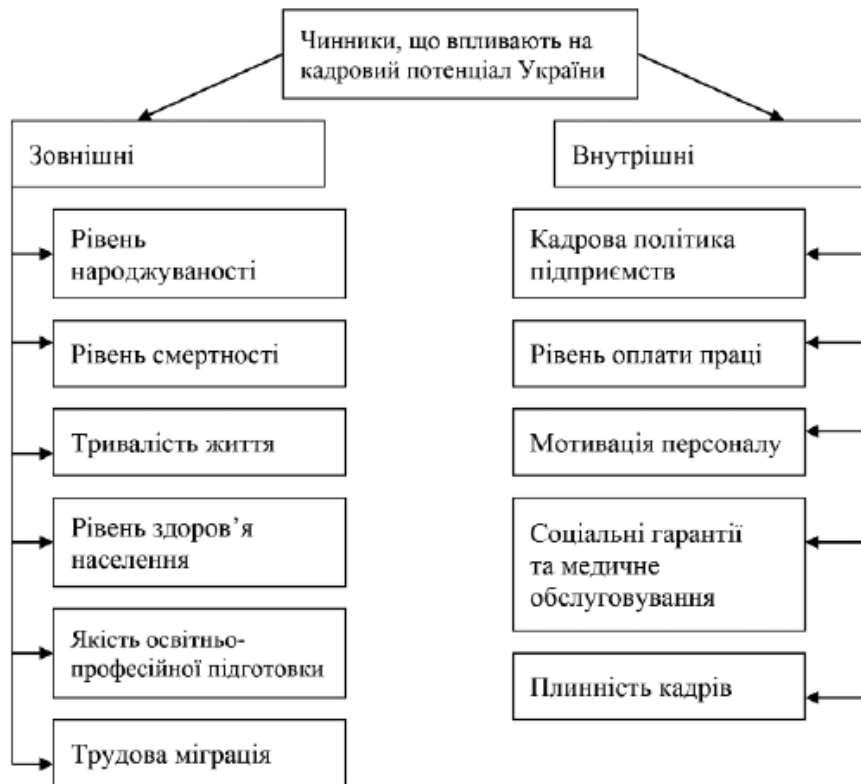 Чинники, що впливають на
кадровий потенціал України
Зовнішні
Рівень
народжуваності
Рівень смертності
Тривалість життя
Рівень здоров’я
населення
Якість освітньо-
професійної підготовки
Трудова міграція
Внутрішні
Кадрова політика
підприємств
Рівень оплати праці
Мотивація персоналу
Соціальні гарантії
та медичне
обслуговування
Плинність кадрів